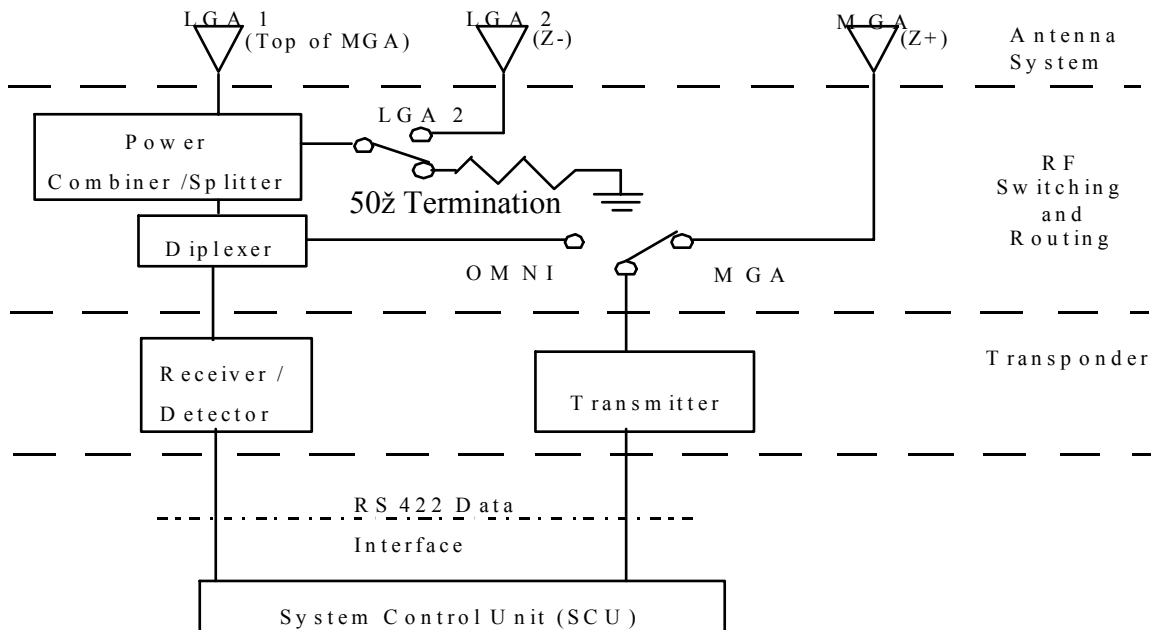 LGA 1
(Top of MGA)
LGA 2
(Z-)
MGA
(Z+)
Antenna
System
LGA 2
Power
Combiner /Splitter
50ž Termination
RF
Switching
and
Routing
Diplexer
OMNI
MGA
Receiver /
Detector
Transmitter
Transponder
RS 422 Data
Interface
System Control Unit (SCU)